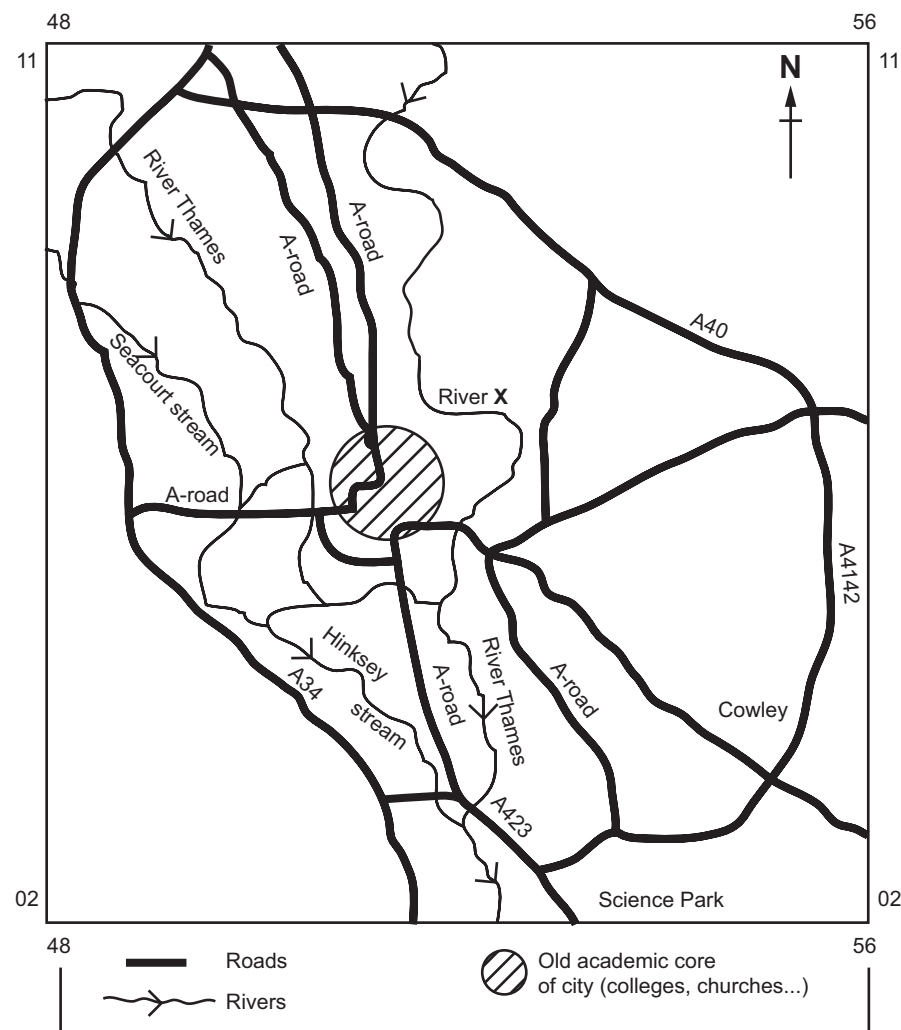 48
56
11
11
N
River Thames
A-road
A-road
A40
Seacourt stream
River X
A-road
A4142
Hinksey
stream
A34
A-road
River Thames
A-road
Cowley
A423
02
Science Park
02
48
56
Roads
Rivers
Old academic core
of city (colleges, churches...)